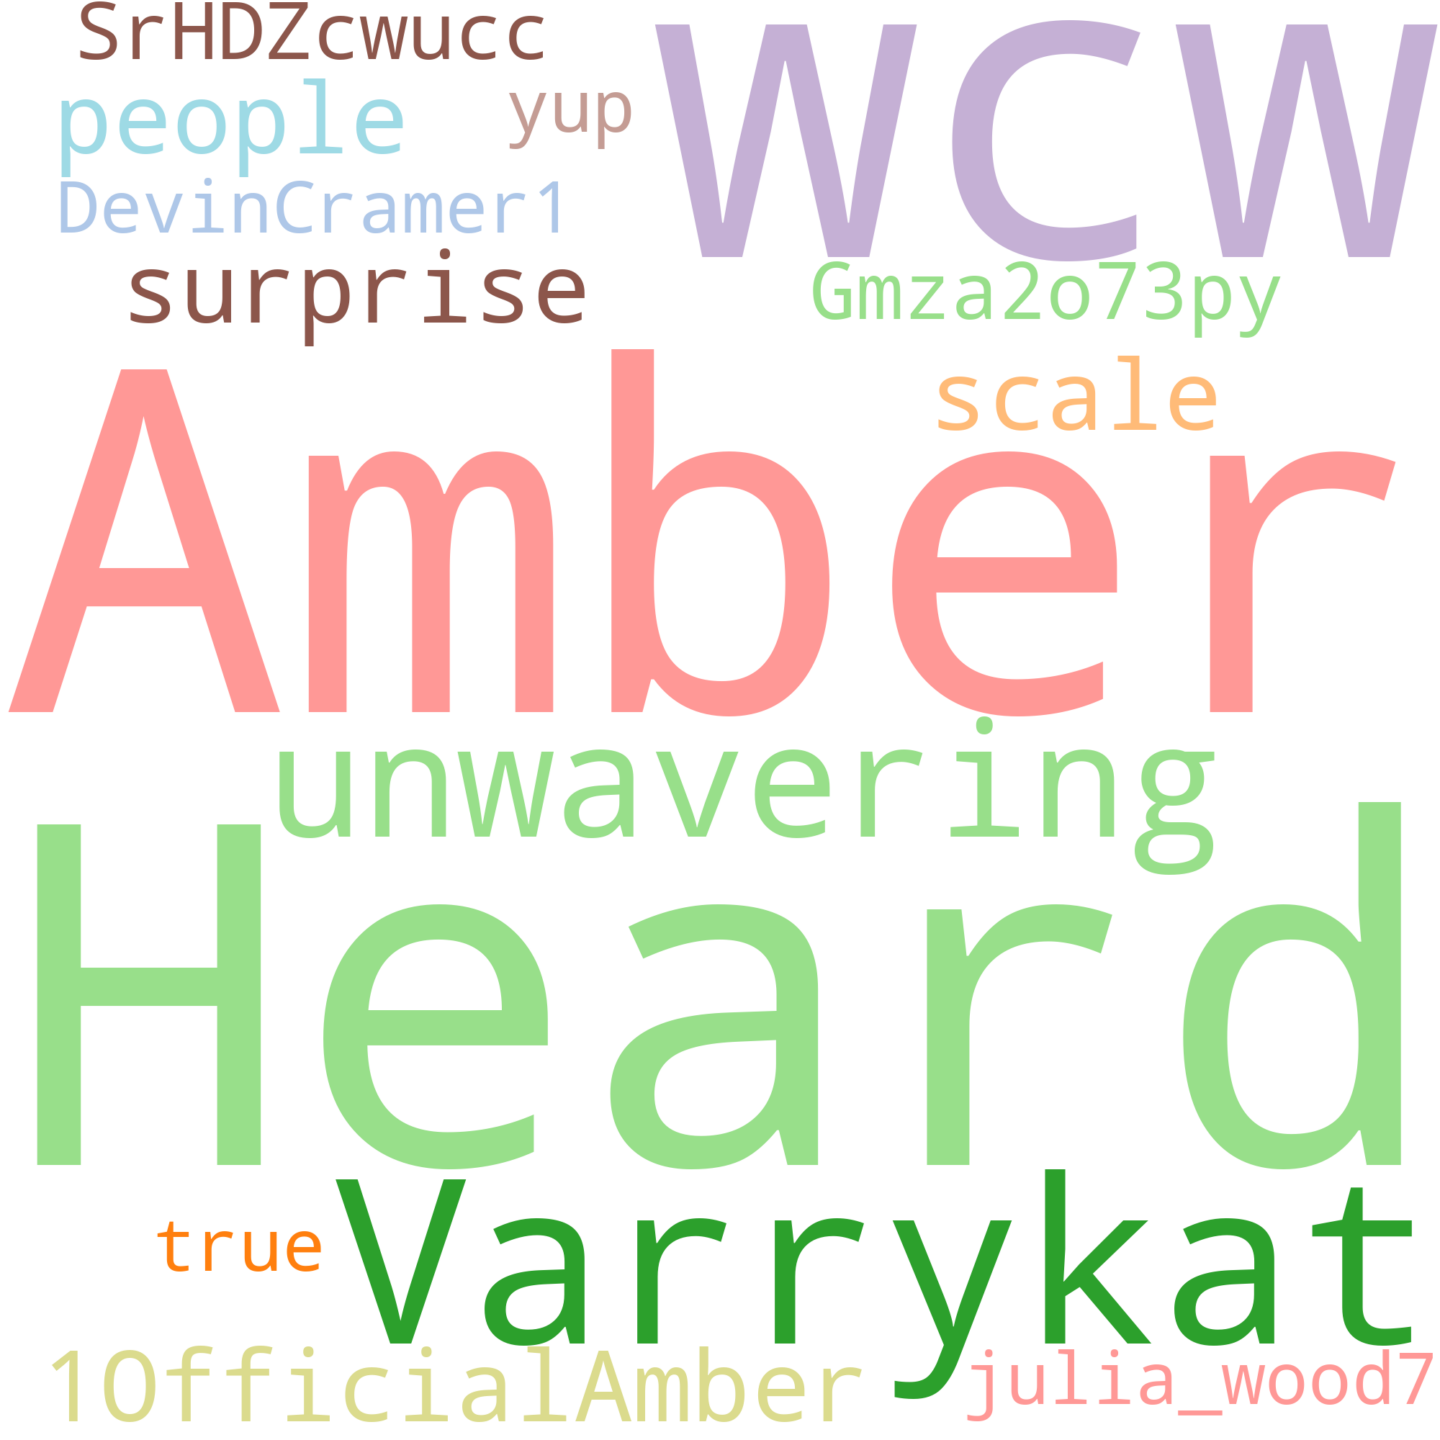 SrHDZcwucc
WCW
people
yup
DevinCramer1
surprise
Gmza2o73py
scale
Amber
unwavering
Heard
true
Varrykat
1OfficialAmber
julia_wood7